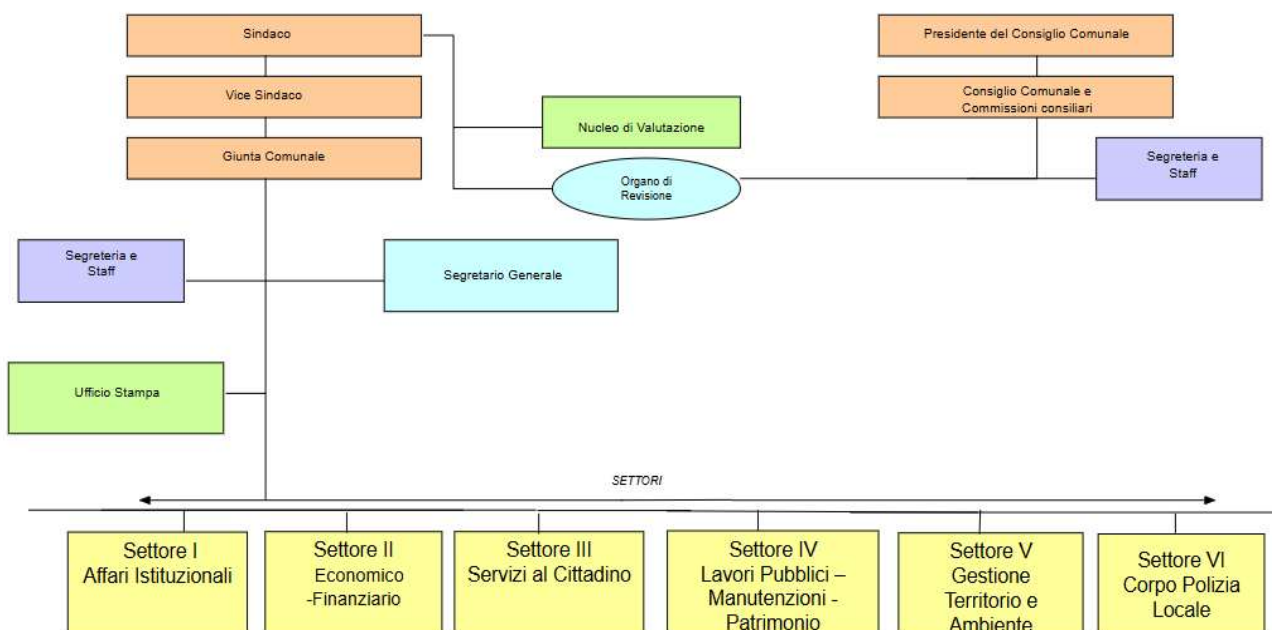 Sindaco
Presidente del Consiglio Comunale
Vice Sindaco
Consiglio Comunale e
Commissioni consiliari
Nucleo di Valutazione
Giunta Comunale
Segreteria e
Staff
Organo di
Revisione
Segreteria e
Staff
Segretario Generale
Ufficio Stampa
SETTORI
Settore I
Affari Istituzionali
Settore II
Economico
-Finanziario
Settore III
Servizi al Cittadino
Settore IV
Lavori Pubblici –
Manutenzioni -
Patrimonio
Settore V
Gestione
Territorio e
Ambiente
Settore VI
Corpo Polizia
Locale